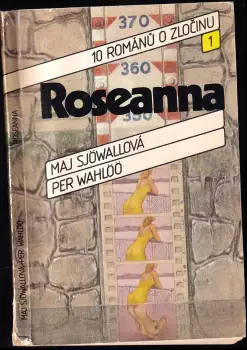 370
10 ROMÁNŮ O ZLOČINU
360
1
Roseanna
350
MAJ SJÖWALLOVÁ
PER WAHLÖÖ
ROSEANNA
MAJ SJÖWALLOVÁ-PER WAHLÖÖ